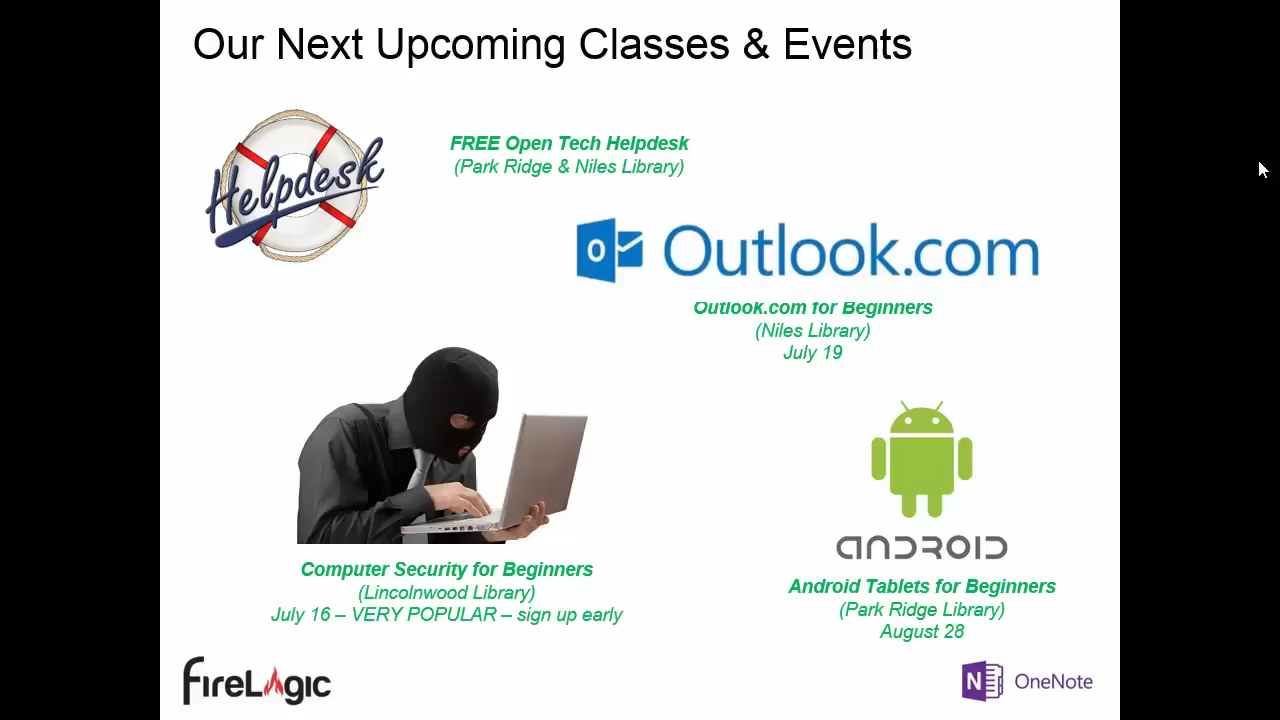 Our Next Upcoming Classes & Events
Helpdesk
FREE Open Tech Helpdesk
(Park Ridge & Niles Library)
O Outlook.com
Outlook.com for Beginners
(Niles Library)
July 19
Computer Security for Beginners
(Lincolnwood Library)
July 16 – VERY POPULAR – sign up early
ANDROID
Android Tablets for Beginners
(Park Ridge Library)
August 28
FIRELOGIC
N OneNote